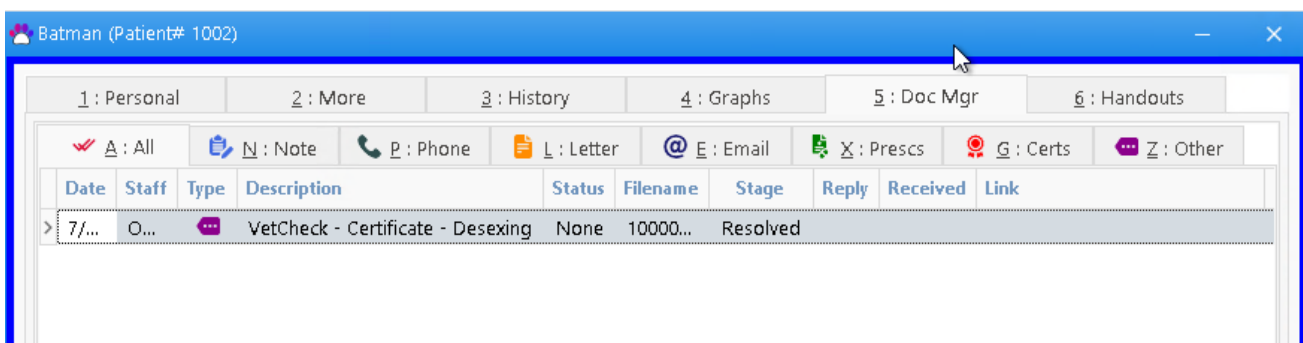 Batman (Patient# 1002)
1 : Personal 2 : More 3 : History 4 : Graphs 5 : Doc Mgr 6 : Handouts
A : All N : Note P : Phone L : Letter E : Email X : Prescs G : Certs Z : Other
Date Staff Type Description Status Filename Stage Reply Received Link
7/... O... VetCheck - Certificate - Desexing None 10000... Resolved